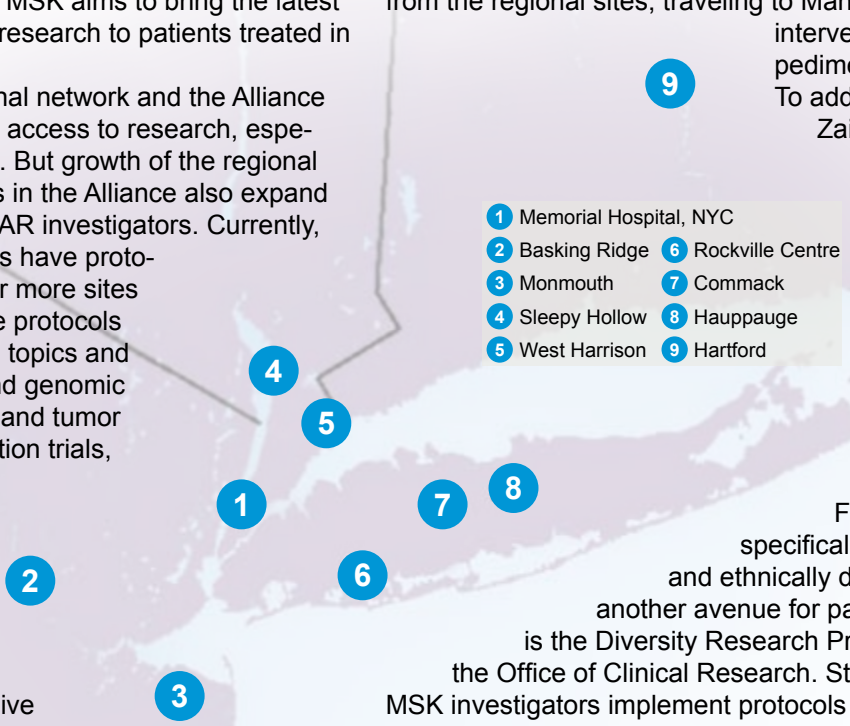 MSK aims to bring the latest
research to patients treated in
nal network and the Alliance
access to research, espe-
. But growth of the regional
s in the Alliance also expand
AR investigators. Currently,
s have proto-
r more sites
e protocols
topics and
nd genomic
and tumor
tion trials,
ive
from the regional sites, traveling to Man
interve
pedime
To add
Zai
9
1 Memorial Hospital, NYC
2 Basking Ridge 6 Rockville Centre
3 Monmouth 7 Commack
4 Sleepy Hollow 8 Hauppauge
5 West Harrison 9 Hartford
4
5
1
7
8
6
2
3
F
specifical
and ethnically d
another avenue for pa
is the Diversity Research Pr
the Office of Clinical Research. St
MSK investigators implement protocols